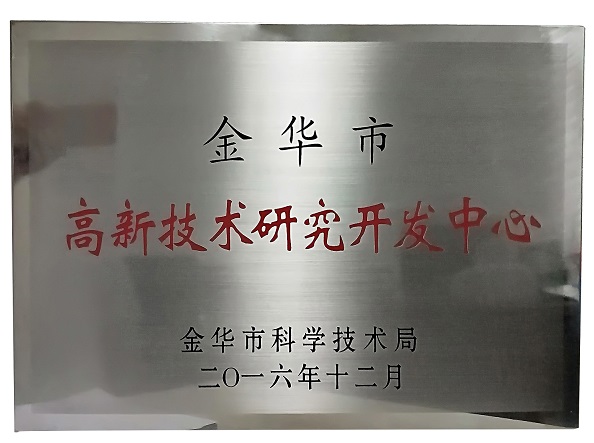 金华市
高新技术研究开发中心
金华市科学技术局
二〇一六年十二月